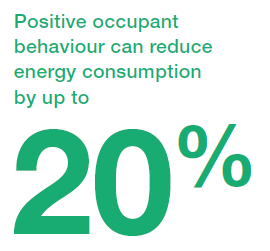 Positive occupant
behaviour can reduce
energy consumption
by up to
20%